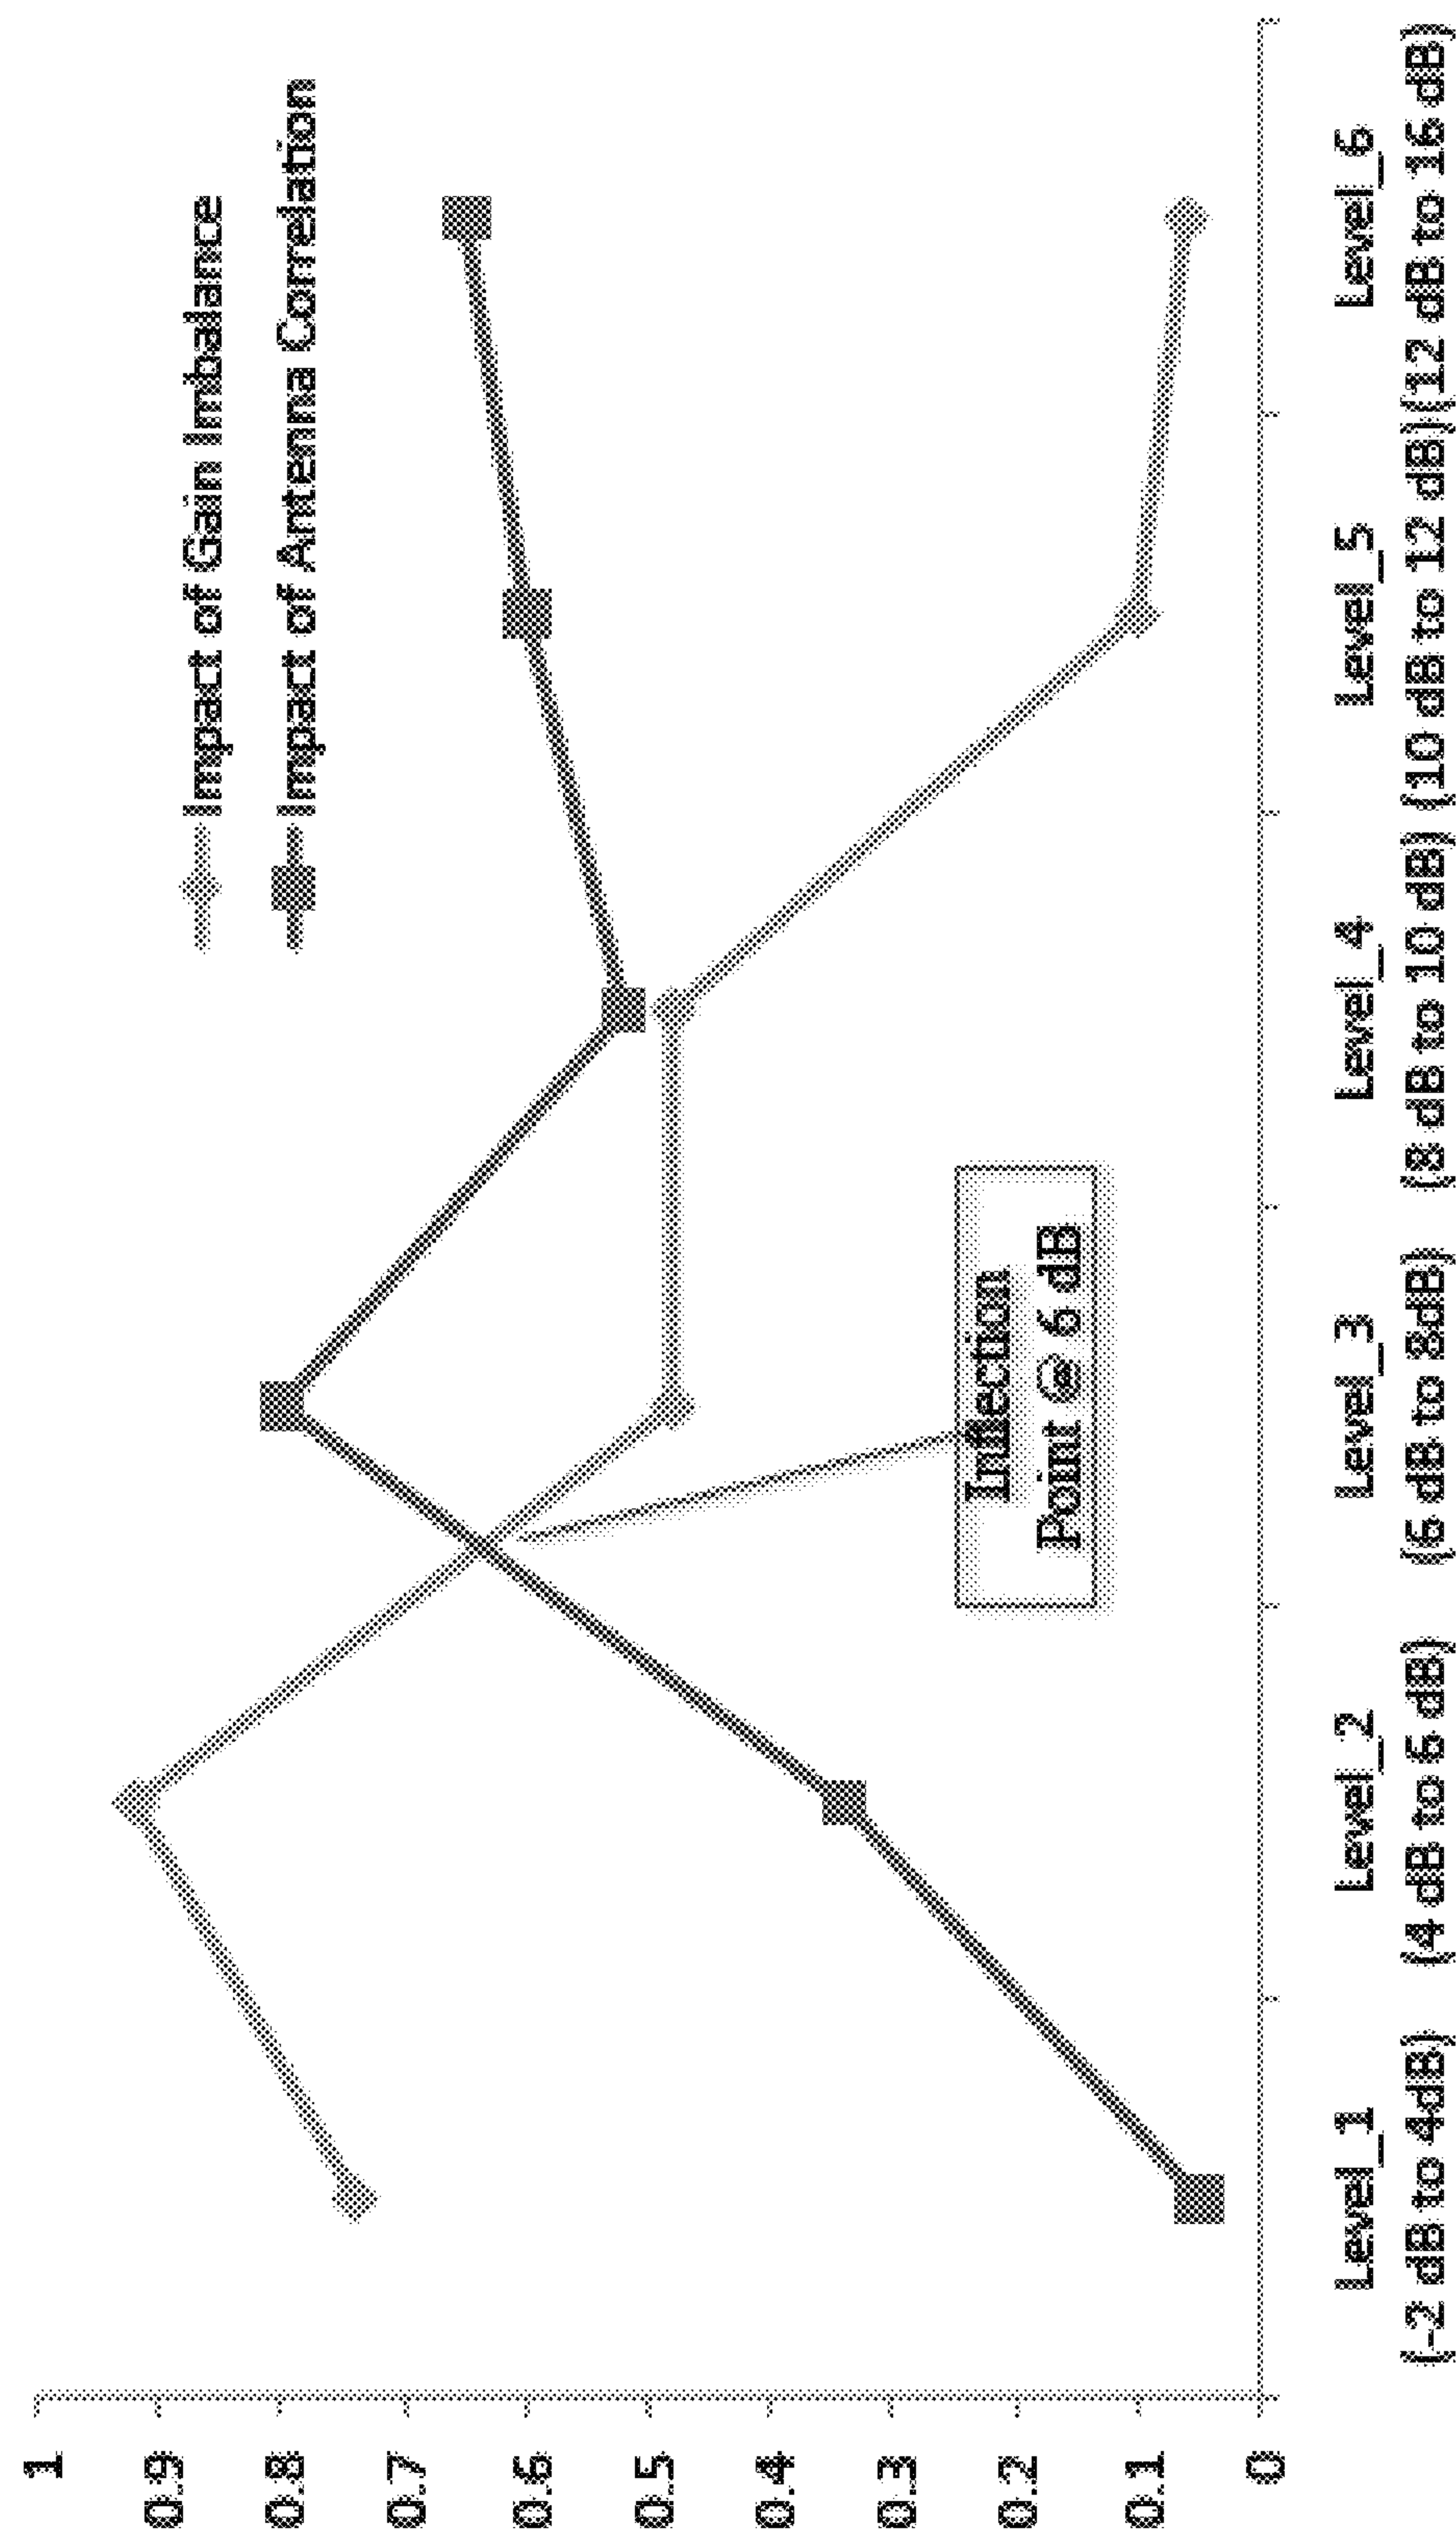 Impact of Gain Imbalance
Impact of Antenna Correlation
1
0.9
0.8
0.7
0.6
0.5
0.4
0.3
0.2
0.1
0
Inflection
Point @ 6 dB
Level_1 Level_2 Level_3 Level_4 Level_5 Level_6
(-2 dB to 4dB) (4 dB to 6 dB) (6 dB to 8dB) (8 dB to 10 dB) (10 dB to 12 dB) (12 dB to 16 dB)